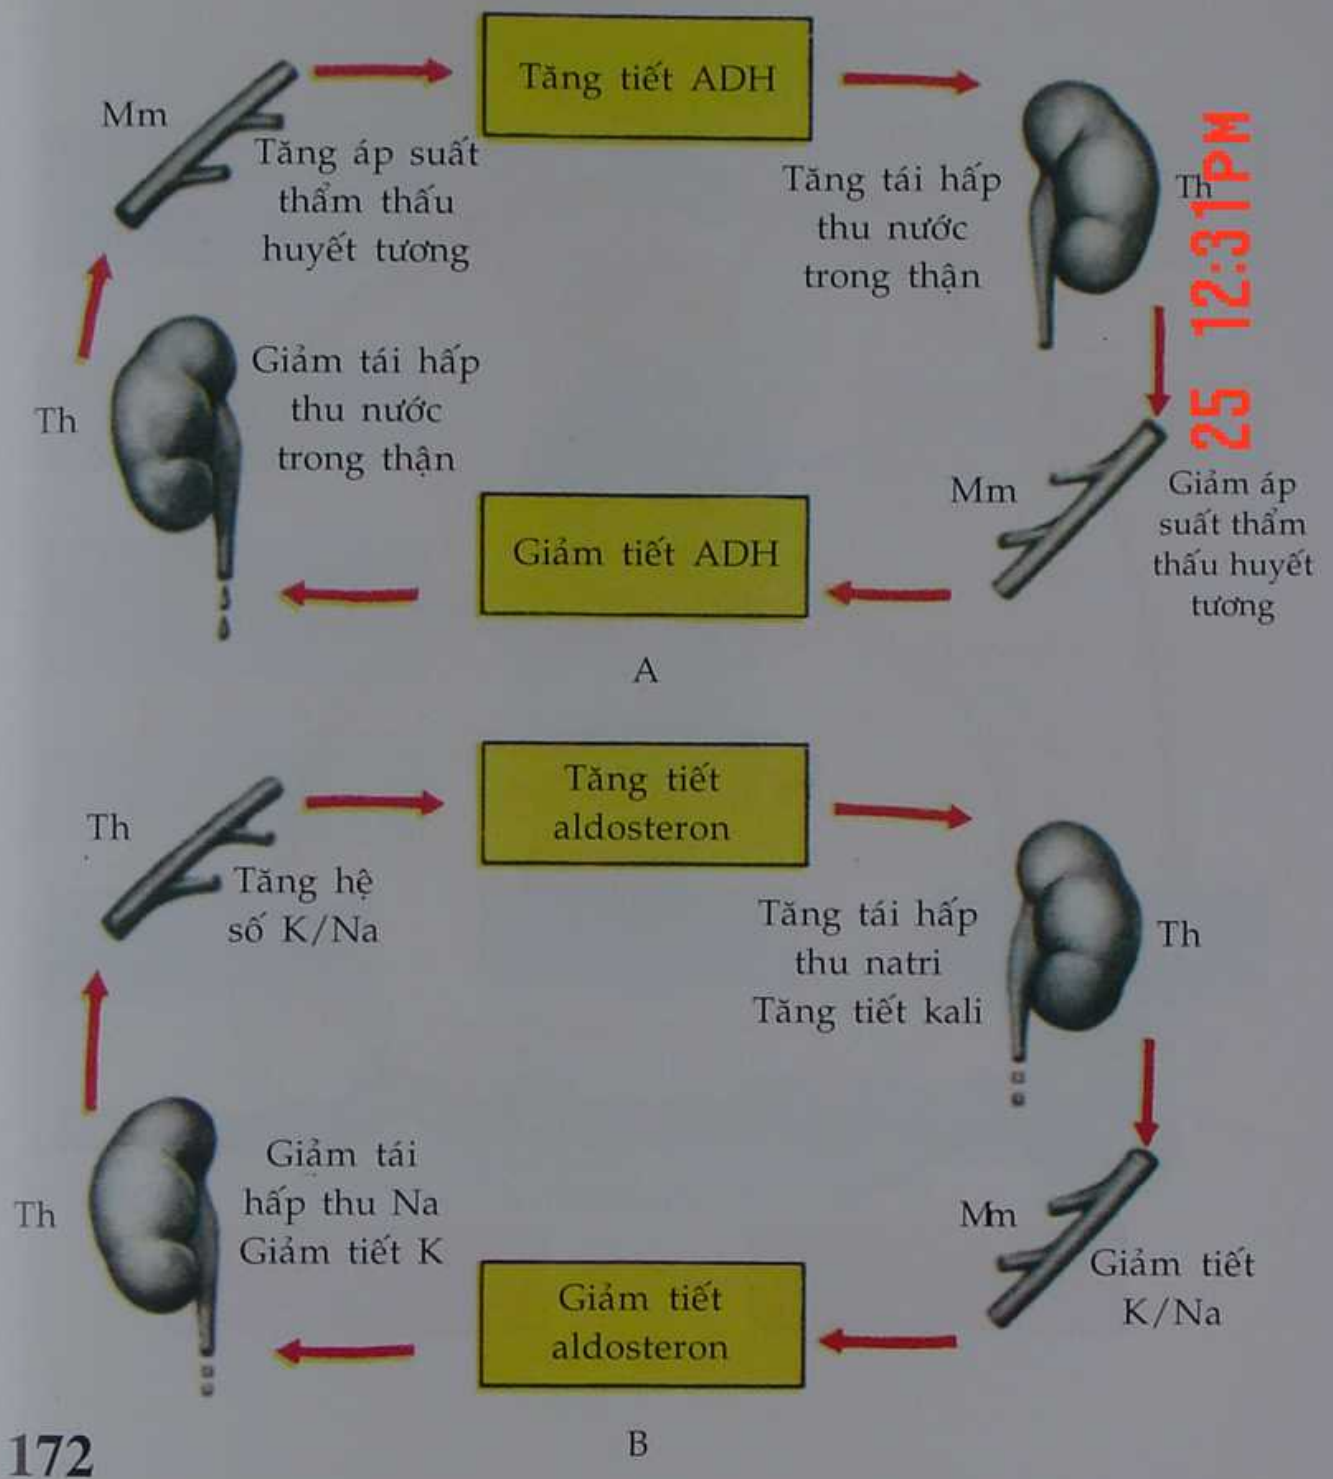 Tăng tiết ADH
Mm
Tăng áp suất
thẩm thấu
huyết tương
Tăng tái hấp
thu nước
trong thận
Th
25 12:31PM
Th
Giảm tái hấp
thu nước
trong thận
Mm
Giảm áp
suất thẩm
thấu huyết
tương
Giảm tiết ADH
A
Tăng tiết
aldosteron
Th
Tăng hệ
số K/Na
Tăng tái hấp
thu natri
Tăng tiết kali
Th
Th
Giảm tái
hấp thu Na
Giảm tiết K
Mm
Giảm tiết
K/Na
Giảm tiết
aldosteron
B
172